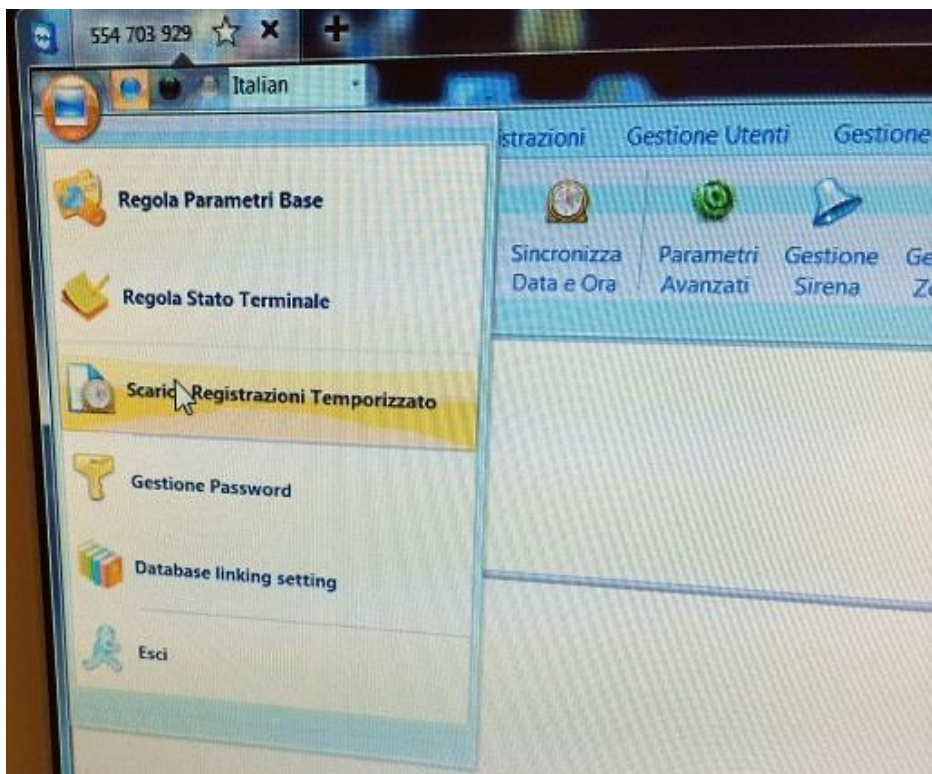 554 703 929
Italian
strazioni Gestione Utenti Gestione
Regola Parametri Base
Regola Stato Terminale
Registrazioni Temporizzato
Gestione Password
Database linking setting
Esci
Sincronizza
Data e Ora
Parametri
Avanzati
Gestione
Sirena